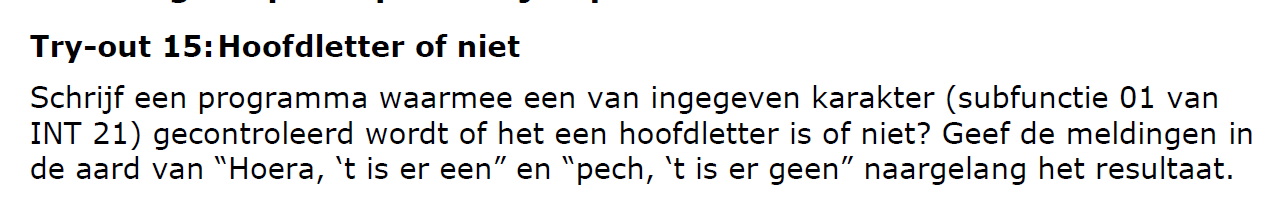 Try-out 15: Hoofdletter of niet
Schrijf een programma waarmee een van ingegeven karakter (subfunctie 01 van
INT 21) gecontroleerd wordt of het een hoofdletter is of niet? Geef de meldingen in
de aard van “Hoera, ‘t is er een” en “pech, ‘t is er geen” naargelang het resultaat.